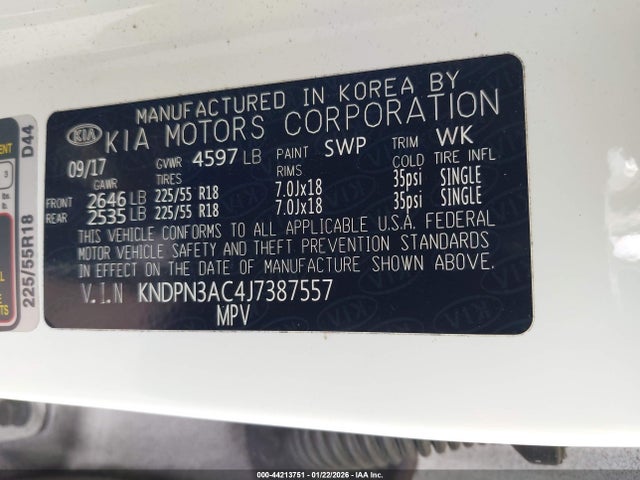 MANUFACTURED IN KOREA BY
KIA KIA MOTORS CORPORATION
09/17 GVWR 4597 LB PAINT SWP TRIM WK
GAWR TIRES RIMS COLD TIRE INFL
FRONT 2646 LB 225/55 R18 7.0Jx18 35psi SINGLE
REAR 2535 LB 225/55 R18 7.0Jx18 35psi SINGLE
THIS VEHICLE CONFORMS TO ALL APPLICABLE U.S.A. FEDERAL
MOTOR VEHICLE SAFETY AND THEFT PREVENTION STANDARDS
IN EFFECT ON THE DATE OF MANUFACTURE SHOWN ABOVE.
V.I.N KNDPN3AC4J7387557
MPV
D44
3
lbs.
225/55R18
000-44213751 | 01/22/2026 - IAA Inc.